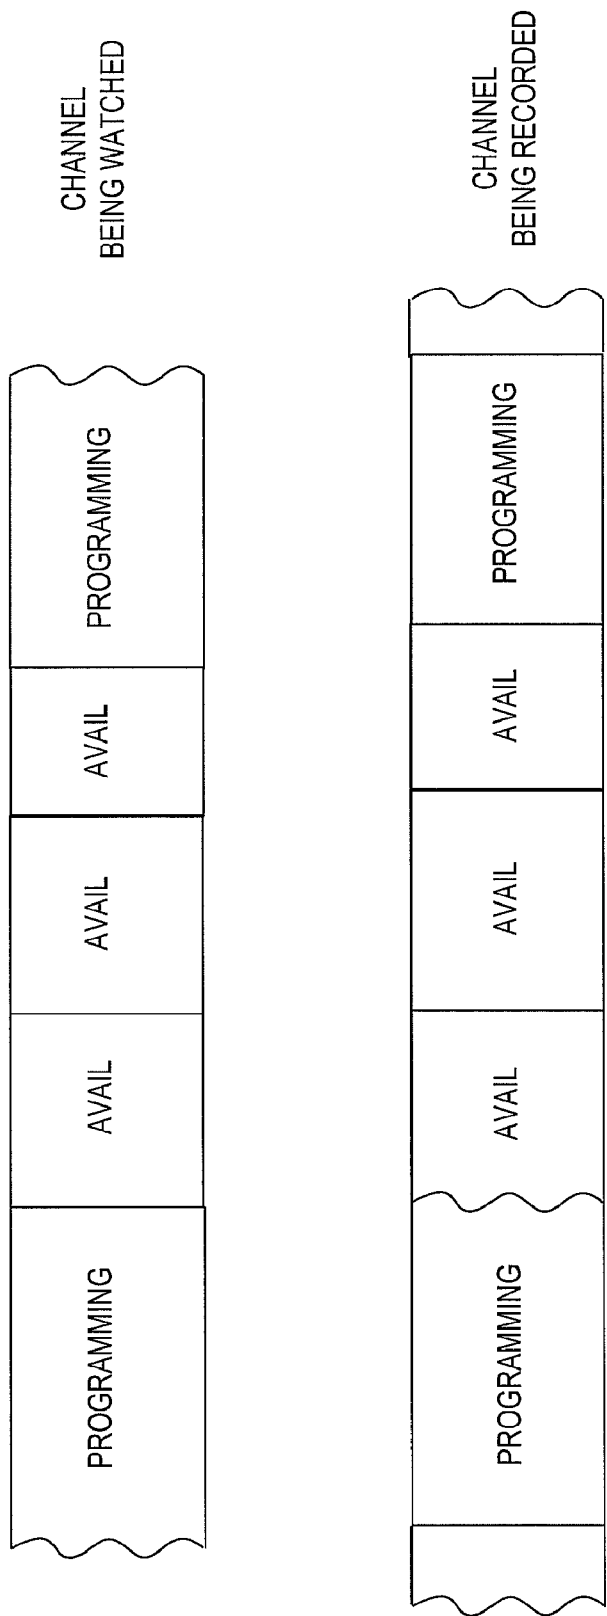 PROGRAMMING
AVAIL
AVAIL
AVAIL
PROGRAMMING
CHANNEL
BEING WATCHED
PROGRAMMING
AVAIL
AVAIL
AVAIL
PROGRAMMING
CHANNEL
BEING RECORDED